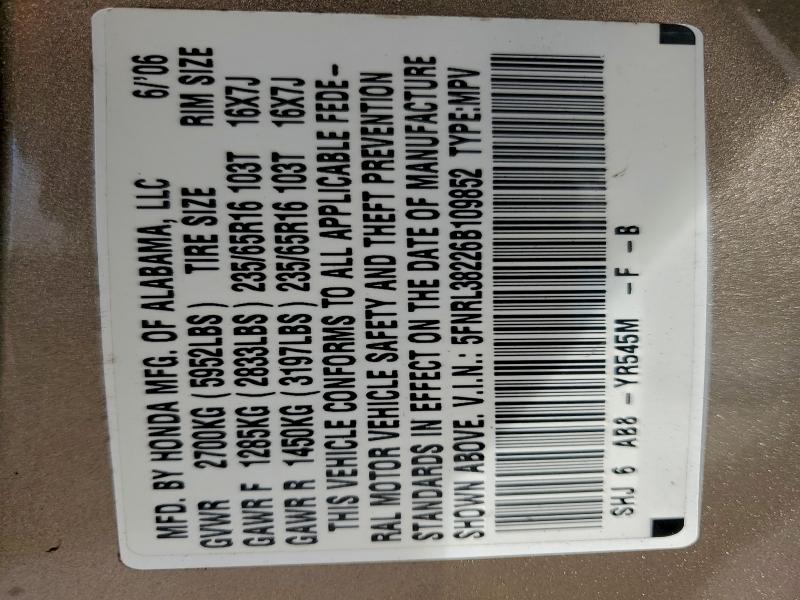 MFD. BY HONDA MFG. OF ALABAMA, LLC 6/'06
GVWR 2700KG (5952LBS) TIRE SIZE RIM SIZE
GAWR F 1285KG (2833LBS) 235/65R16 103T 16X7J
GAWR R 1450KG (3197LBS) 235/65R16 103T 16X7J
THIS VEHICLE CONFORMS TO ALL APPLICABLE FEDE-
RAL MOTOR VEHICLE SAFETY AND THEFT PREVENTION
STANDARDS IN EFFECT ON THE DATE OF MANUFACTURE
SHOWN ABOVE. V.I.N.: 5FNRL38226B109852 TYPE:MPV
SHJ 6 AB8 - YR545M - F - B